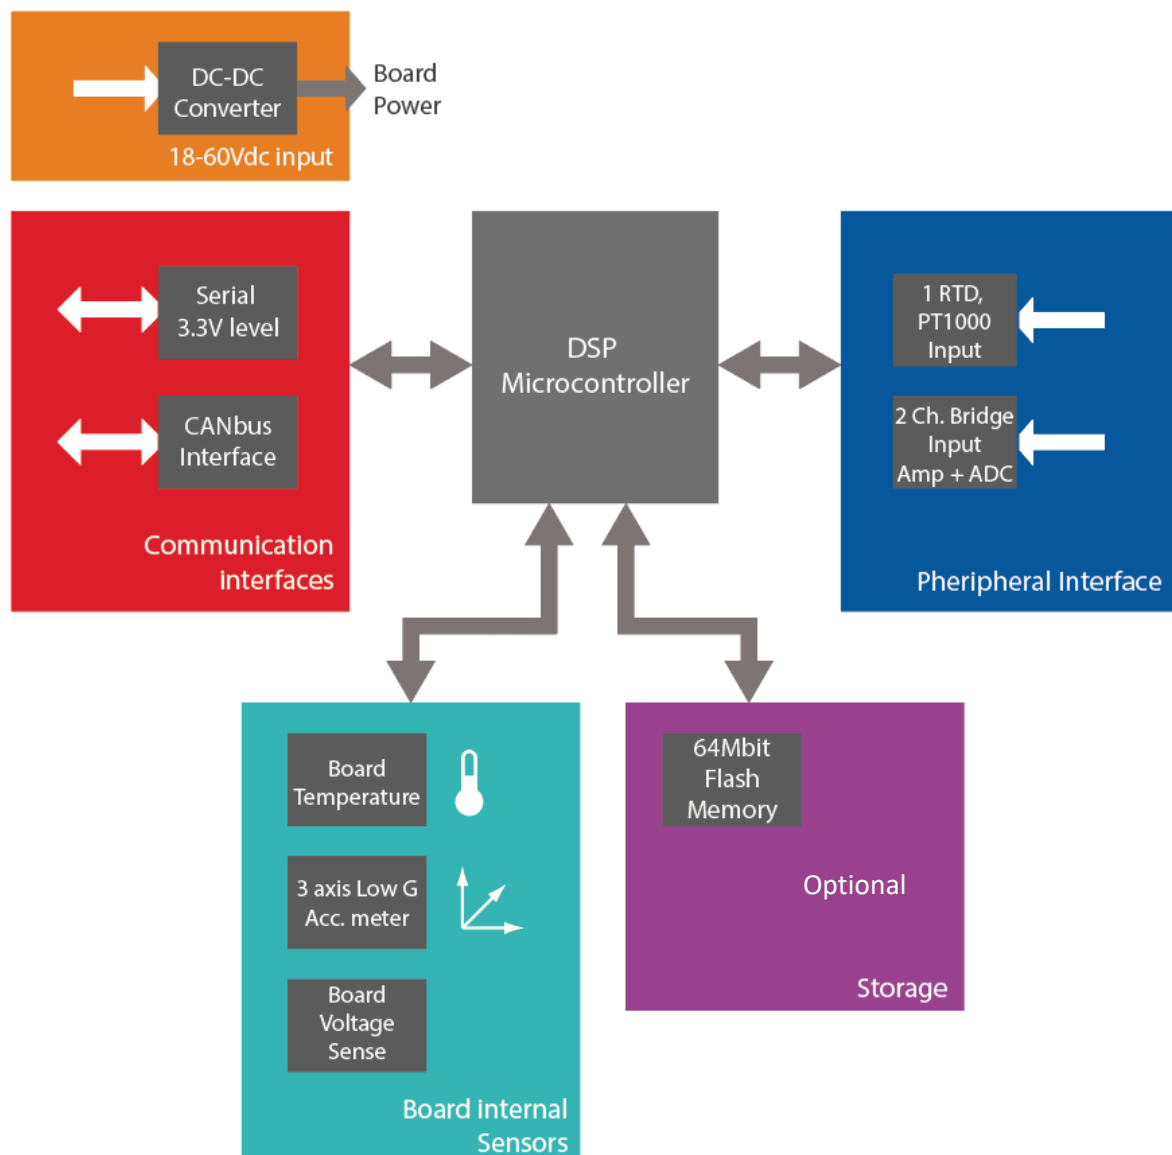 DC-DC
Converter
Board
Power
18-60Vdc input
Serial
3.3V level
CANbus
Interface
Communication
interfaces
DSP
Microcontroller
1 RTD,
PT1000
Input
2 Ch. Bridge
Input
Amp + ADC
Pheripheral Interface
Board
Temperature
3 axis Low G
Acc. meter
Board
Voltage
Sense
Board internal
Sensors
64Mbit
Flash
Memory
Optional
Storage